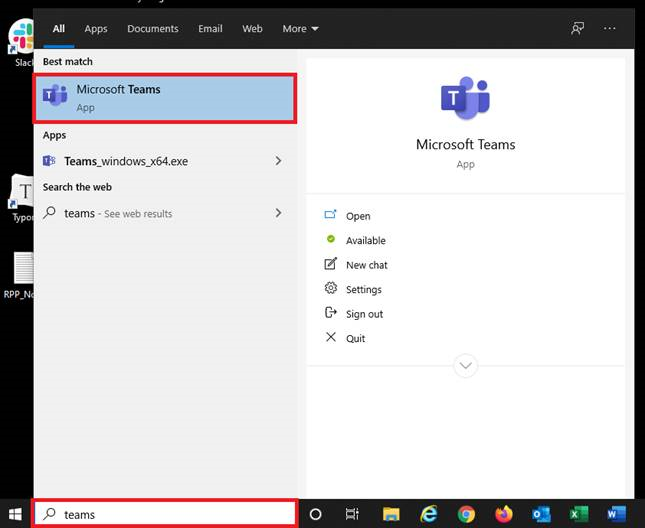 Slack
Typor
RPP_No
All Apps Documents Email Web More
Best match
Microsoft Teams
App
Apps
Teams_windows_x64.exe
Search the web
teams - See web results
Microsoft Teams
App
Open
Available
New chat
Settings
Sign out
Quit
teams